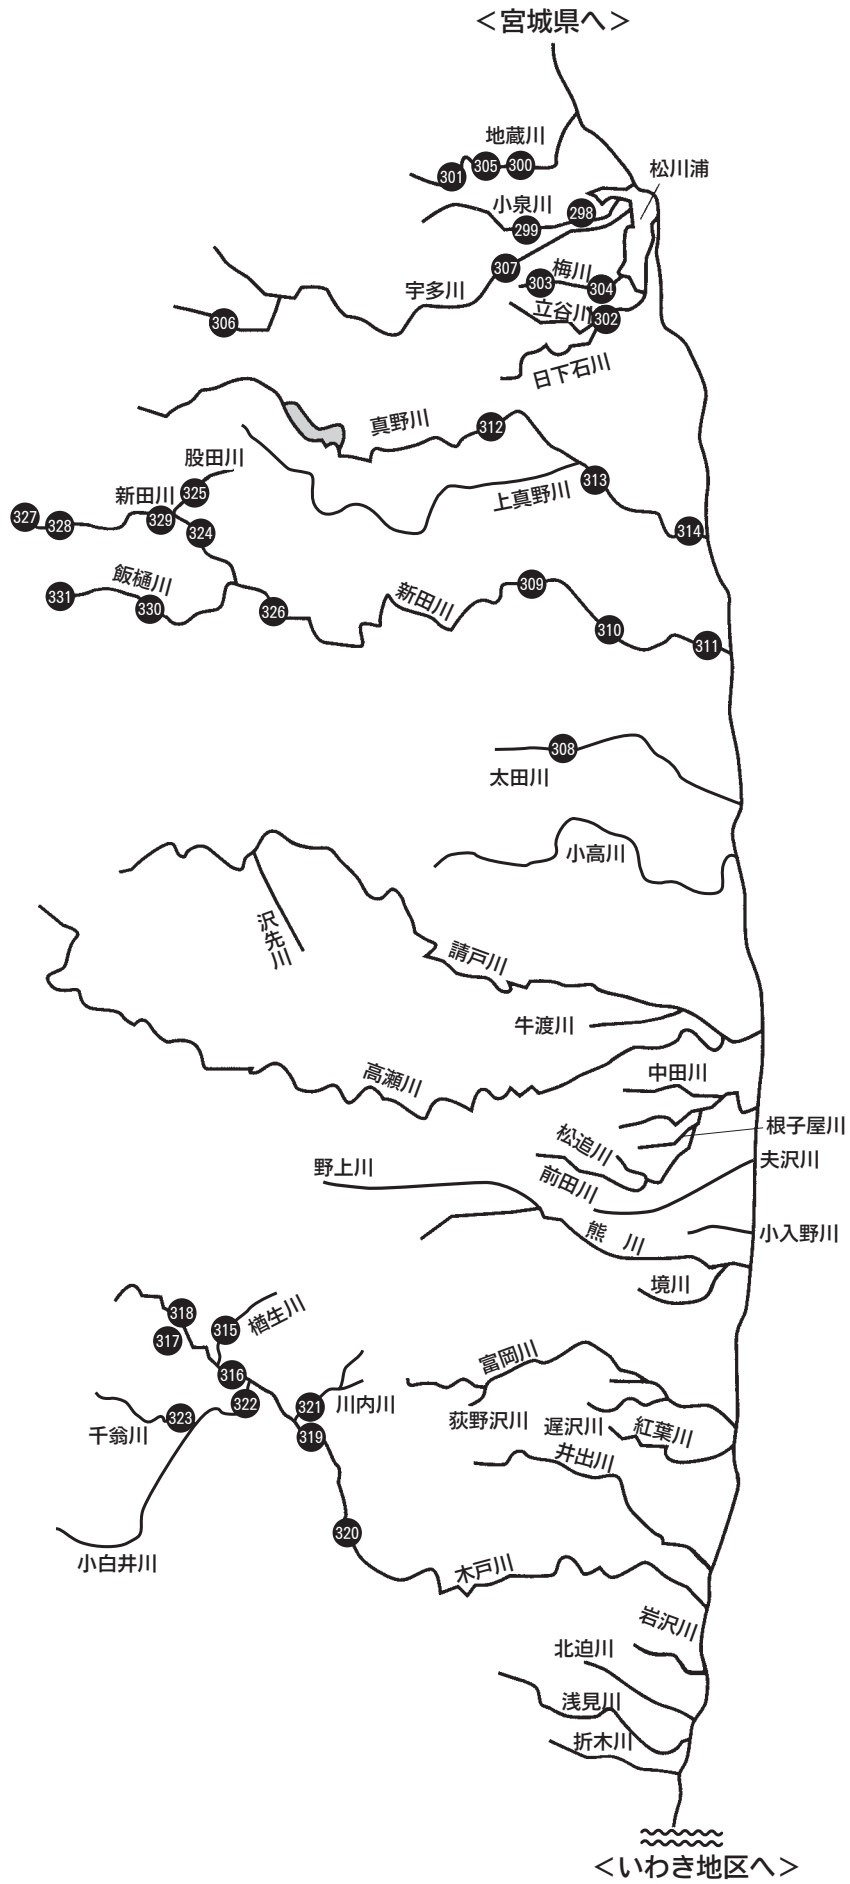 ＜宮城県へ＞
地蔵川
松川浦
301
305
300
小泉川
298
299
307
梅川
303
304
宇多川
立谷川
302
306
日下石川
真野川
312
股田川
上真野川
313
新田川
325
327
328
329
324
314
飯樋川
331
330
326
新田川
309
310
311
308
太田川
小高川
沢先川
請戸川
牛渡川
高瀬川
中田川
根子屋川
松追川
夫沢川
野上川
前田川
小入野川
熊 川
境川
318
317
315
楢生川
316
富岡川
322
321
川内川
323
千翁川
319
荻野沢川
遅沢川
紅葉川
井出川
320
小白井川
木戸川
岩沢川
北迫川
浅見川
折木川
＜いわき地区へ＞